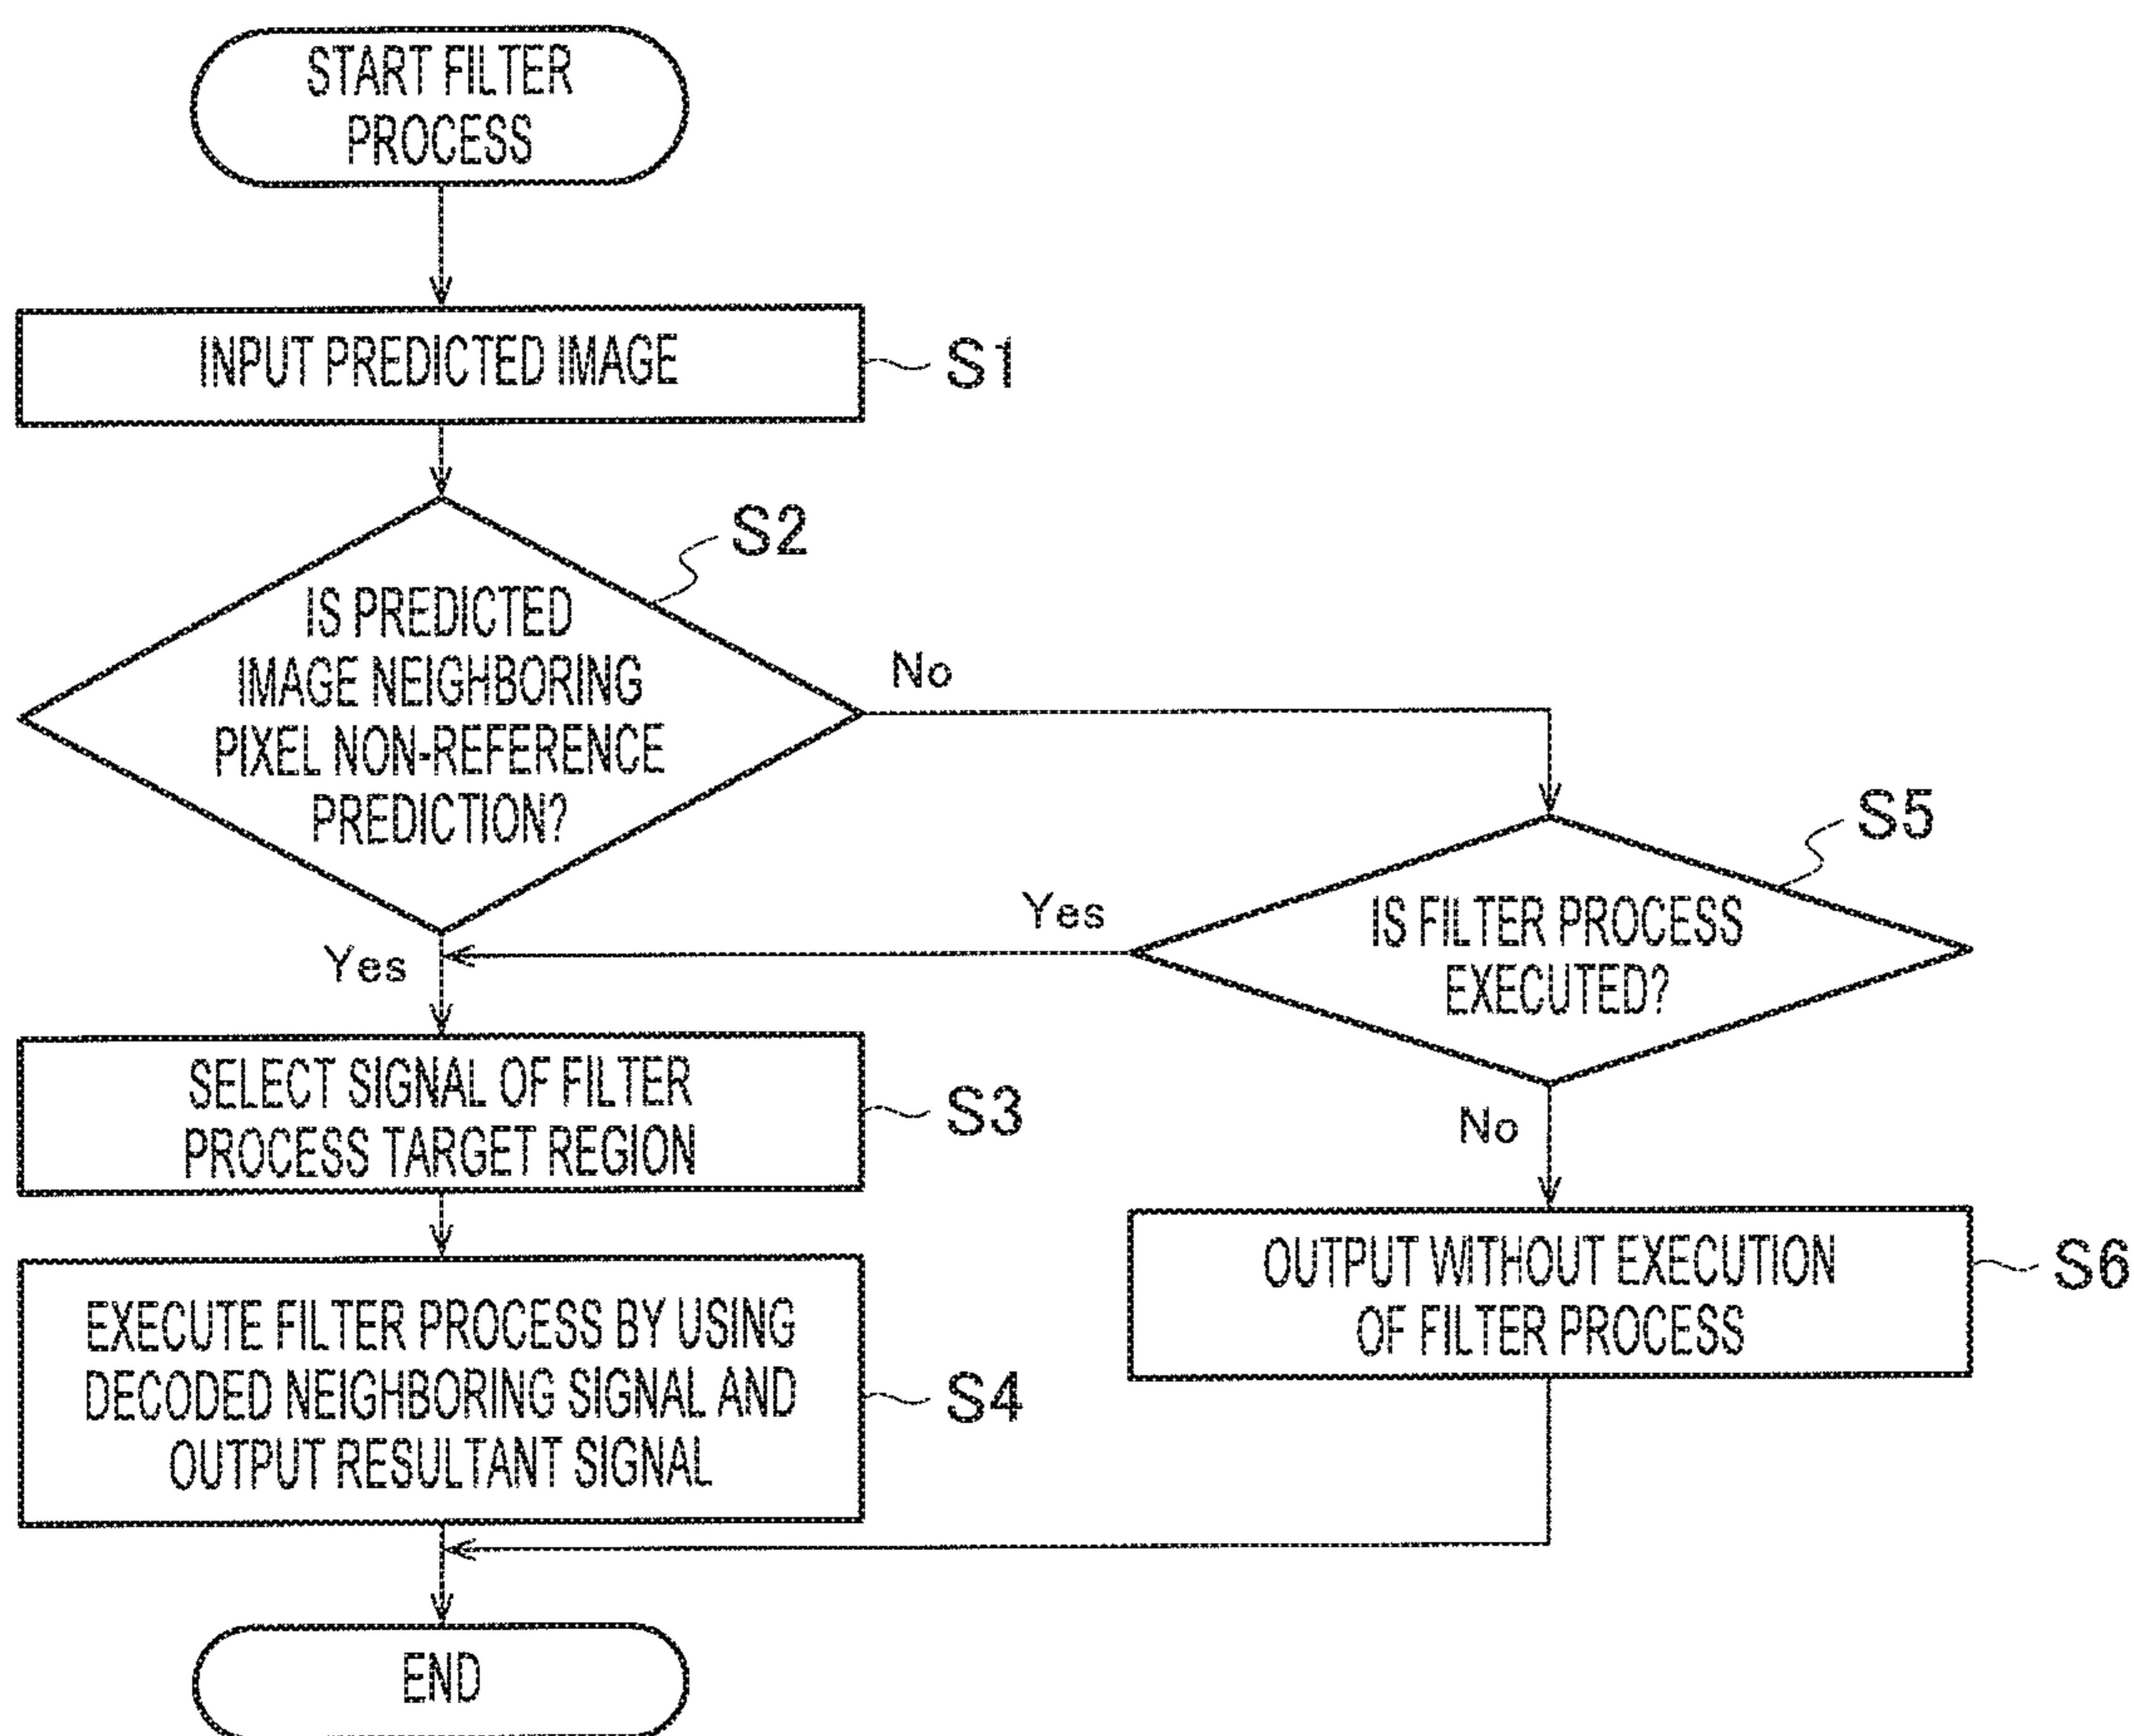 START FILTER
PROCESS
INPUT PREDICTED IMAGE
S1
S2
IS PREDICTED
IMAGE NEIGHBORING
PIXEL NON-REFERENCE
PREDICTION?
No
Yes
S5
IS FILTER PROCESS
EXECUTED?
Yes
No
SELECT SIGNAL OF FILTER
PROCESS TARGET REGION
S3
EXECUTE FILTER PROCESS BY USING
DECODED NEIGHBORING SIGNAL AND
OUTPUT RESULTANT SIGNAL
S4
OUTPUT WITHOUT EXECUTION
OF FILTER PROCESS
S6
END